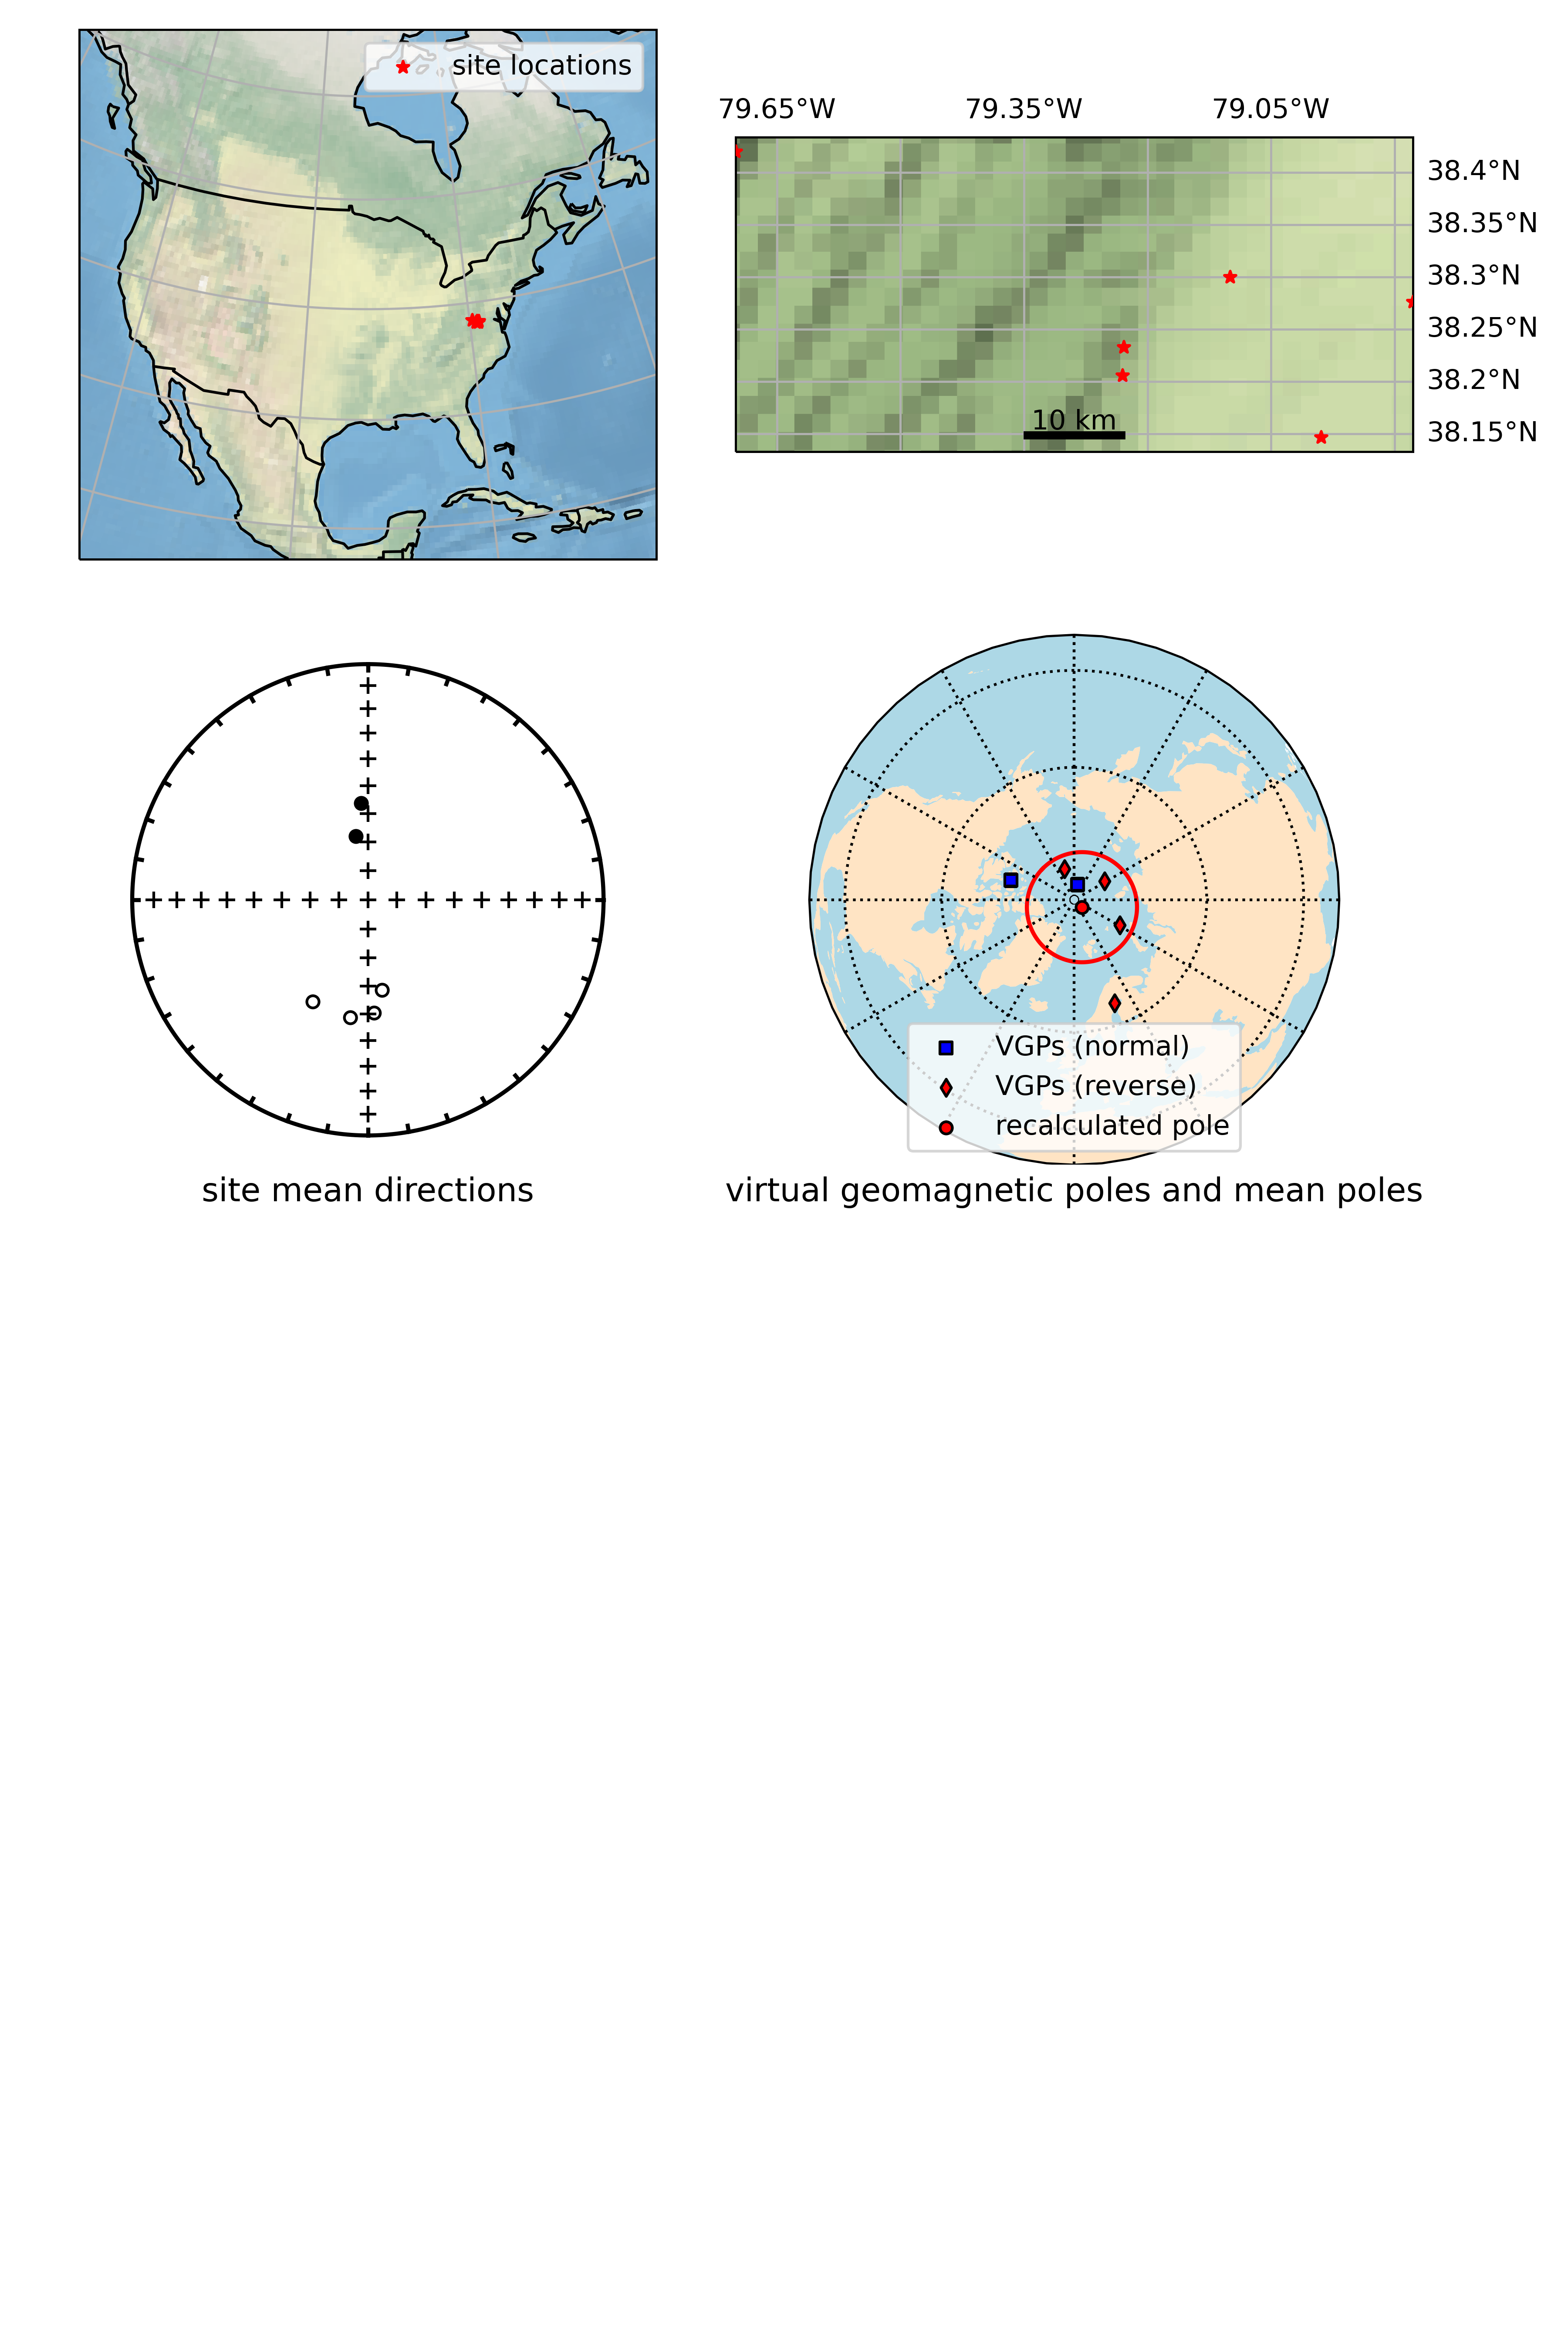 site locations
79.65°W 79.35°W 79.05°W
38.4°N
38.35°N
38.3°N
38.25°N
38.2°N
10 km
38.15°N
VGPs (normal)
VGPs (reverse)
recalculated pole
site mean directions
virtual geomagnetic poles and mean poles